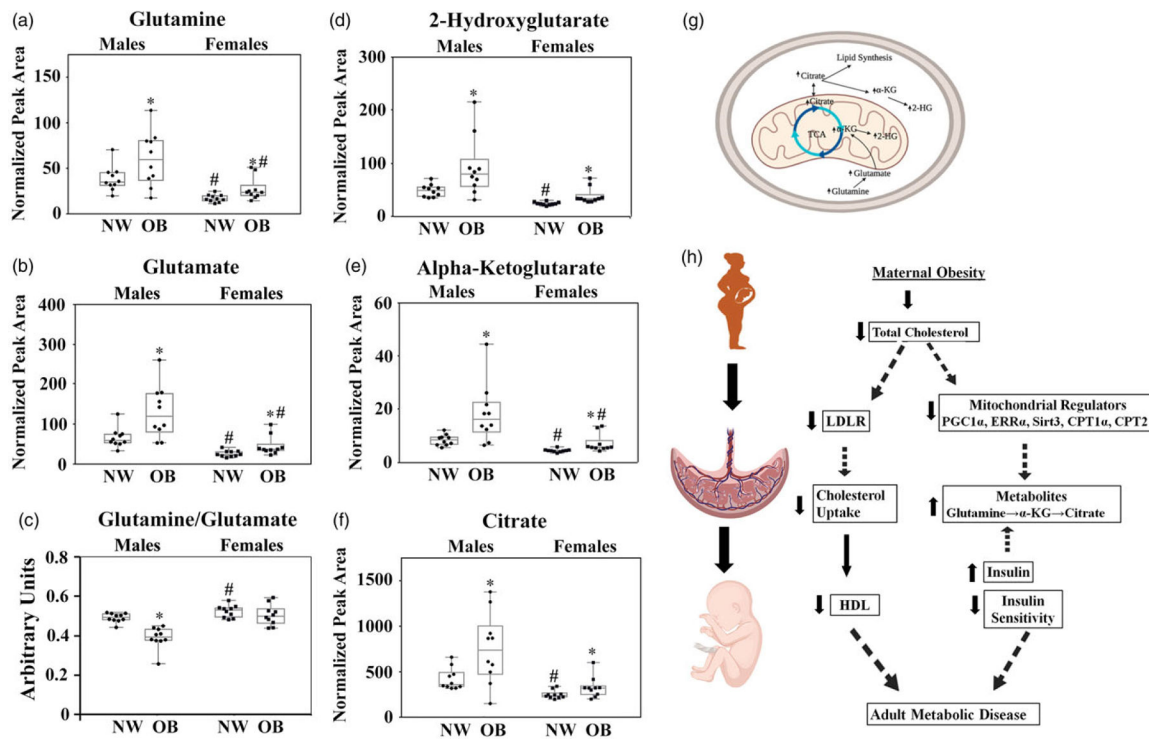 (a)
Glutamine
Males Females
Normalized Peak Area
150
100
50
0
*
#
*#
NW OB NW OB
(b)
Glutamate
Males Females
Normalized Peak Area
400
300
200
100
0
*
#
*#
NW OB NW OB
(c)
Glutamine/Glutamate
Males Females
Arbitrary Units
0.8
0.6
0.4
0.2
0
*
#
NW OB NW OB
(d)
2-Hydroxyglutarate
Males Females
Normalized Peak Area
300
200
100
0
*
#
*
NW OB NW OB
(e)
Alpha-Ketoglutarate
Males Females
Normalized Peak Area
60
40
20
0
*
#
*#
NW OB NW OB
(f)
Citrate
Males Females
Normalized Peak Area
1500
1000
500
0
*
#
*
NW OB NW OB
(g)
Lipid Synthesis
Citrate
α-KG
2-HG
Citrate
TCA
α-KG
2-HG
Glutamate
Glutamine
(h)
Maternal Obesity
Total Cholesterol
LDLR
Mitochondrial Regulators
PGC1α, ERRα, Sirt3, CPT1α, CPT2
Cholesterol
Uptake
Metabolites
Glutamine→α-KG→Citrate
Insulin
HDL
Insulin
Sensitivity
Adult Metabolic Disease